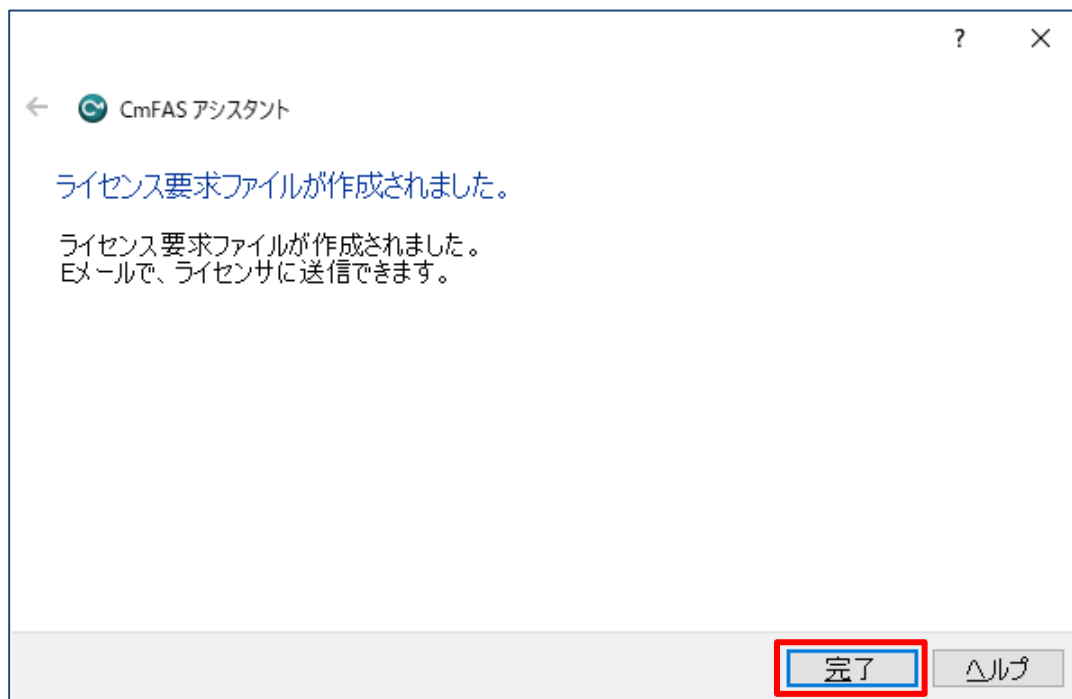 ?
CmFAS アシスタント
ライセンス要求ファイルが作成されました。
ライセンス要求ファイルが作成されました。
Eメールで、ライセンサに送信できます。
完了 ヘルプ